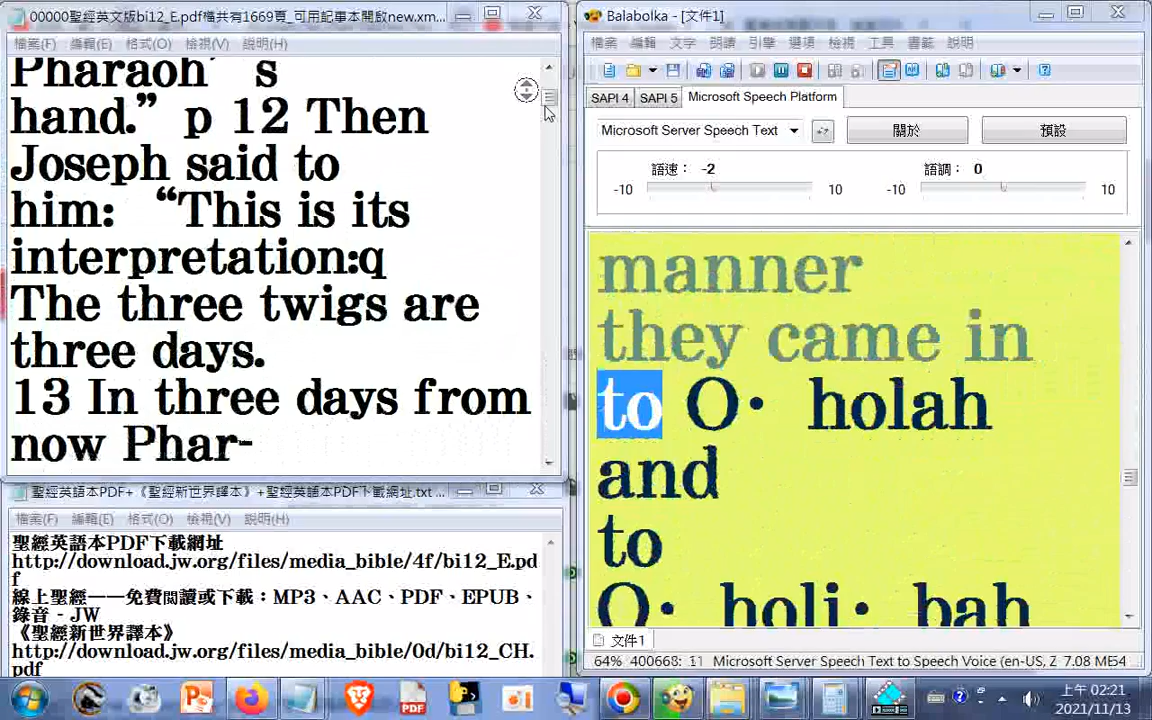 00000聖經英文版bi12_E.pdf檔共有1669頁_可用記事本開啟new.xm...
檔案(F) 編輯(E) 格式(O) 檢視(V) 說明(H)
Pharaoh’ s
hand.” p 12 Then
Joseph said to
him: “This is its
interpretation:q
The three twigs are
three days.
13 In three days from
now Phar-
聖經英語本PDF+《聖經新世界譯本》+聖經英語本PDF下載網址.txt ...
檔案(F) 編輯(E) 格式(O) 檢視(V) 說明(H)
聖經英語本PDF下載網址
http://download.jw.org/files/media_bible/4f/bi12_E.pd
f
線上聖經——免費閱讀或下載：MP3、AAC、PDF、EPUB、
錄音 - JW
《聖經新世界譯本》
http://download.jw.org/files/media_bible/0d/bi12_CH.
pdf
Balabolka - [文件1]
檔案 編輯 文字 朗讀 引擎 選項 檢視 工具 書籤 說明
SAPI 4 SAPI 5 Microsoft Speech Platform
Microsoft Server Speech Text 關於 預設
語速： -2 語調： 0
-10 10 -10 10
manner
they came in
to O· holah
and
to
O· holi· bah
文件1
64% 400668: 11 Microsoft Server Speech Text to Speech Voice (en-US, Z 7.08 ME54
上午 02:21
2021/11/13